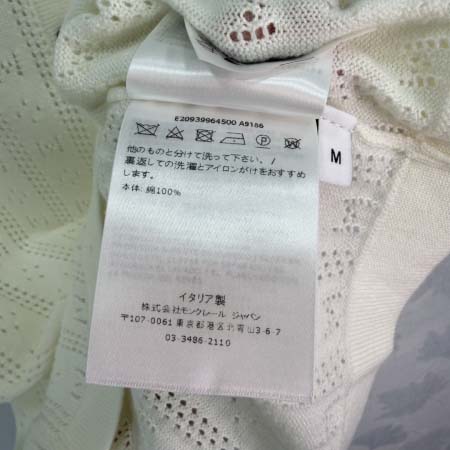 E20939964500 A9166
M
他のものと分けて洗って下さい。/
裏返しての洗濯とアイロンがけをおすすめ
します。
本体: 綿100%
イタリア製
株式会社モンクレール ジャパン
〒107-0061 東京都港区北青山3-6-7
03-3486-2110